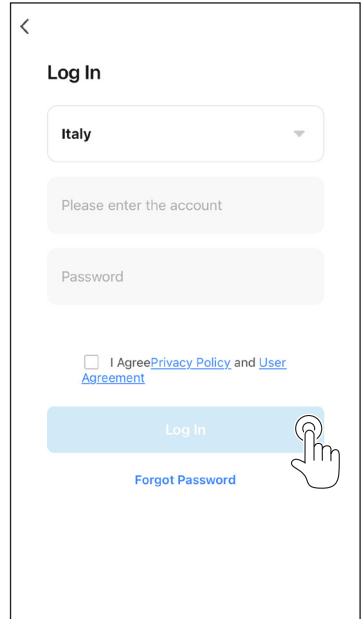 Log In
Italy
Please enter the account
Password
I AgreePrivacy Policy and User
Agreement
Log In
Forgot Password